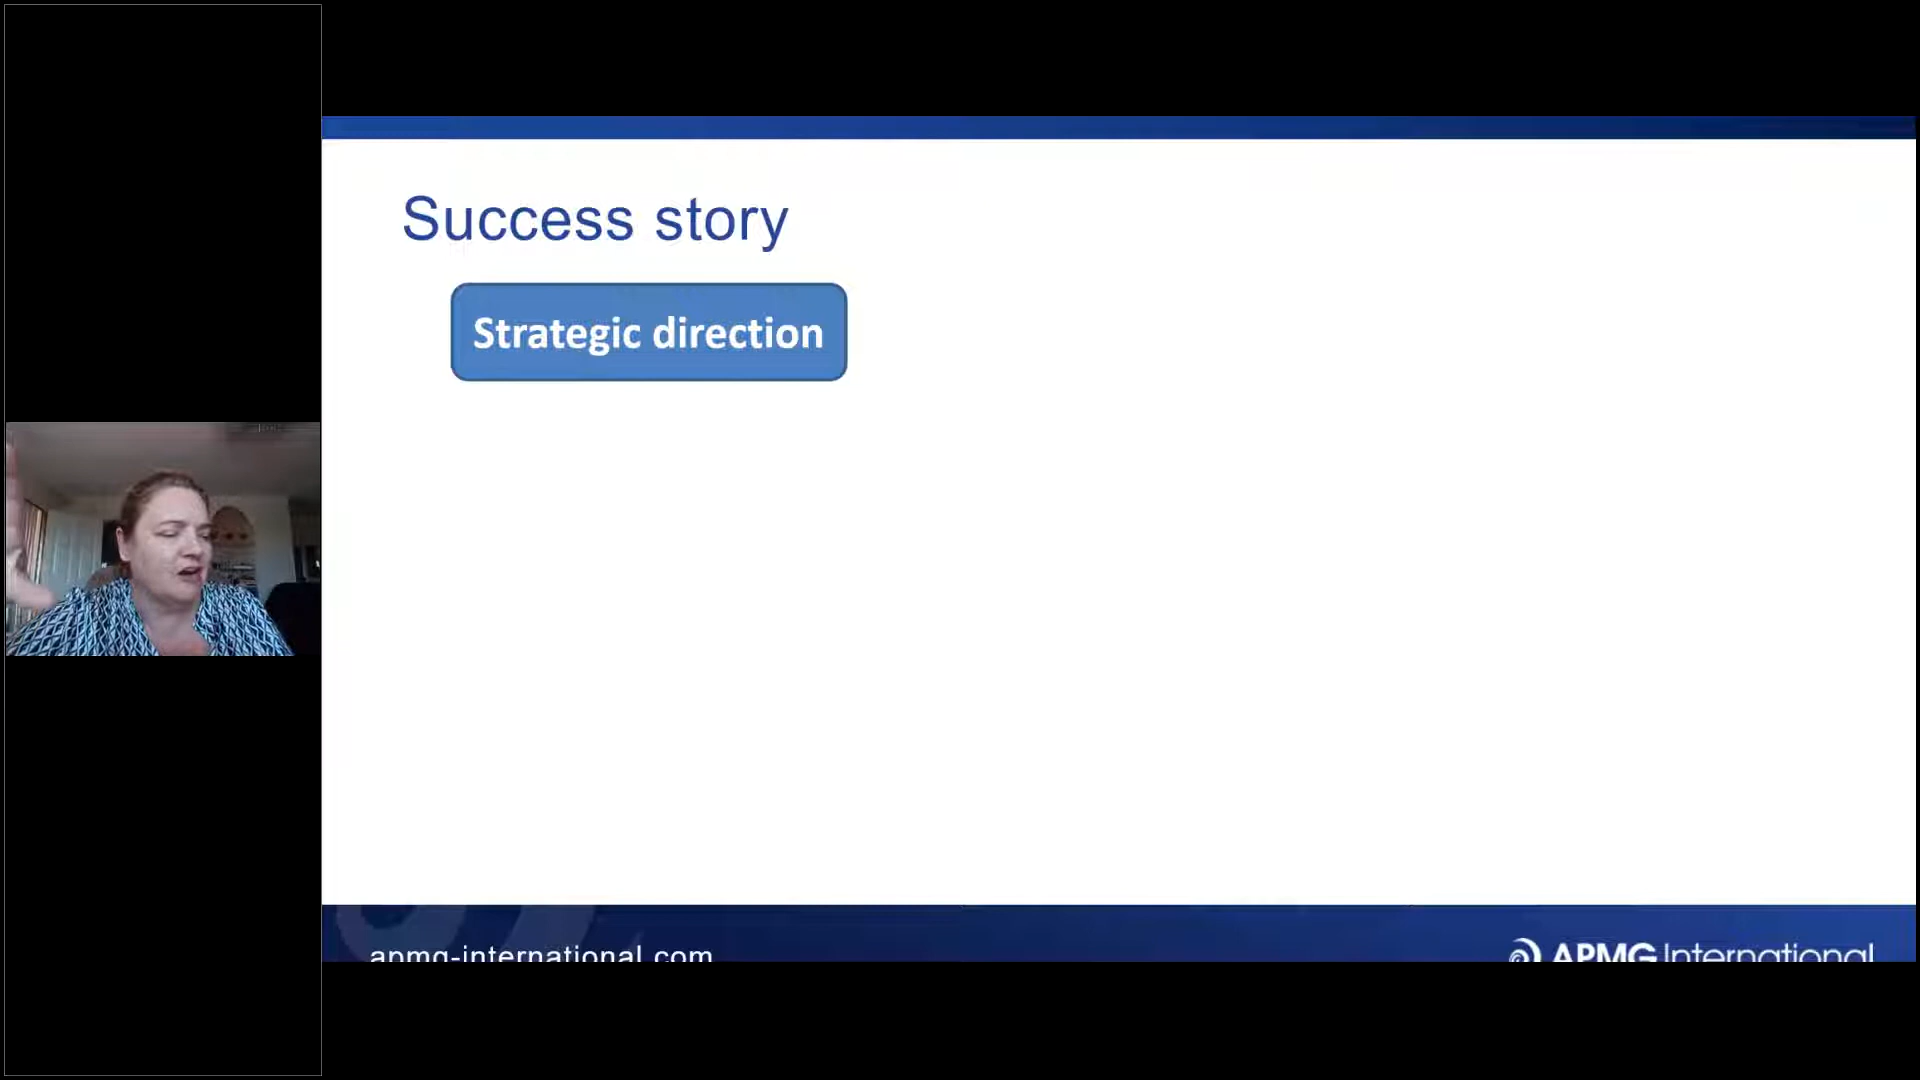 Success story
Strategic direction
apmg-international.com
APMG International